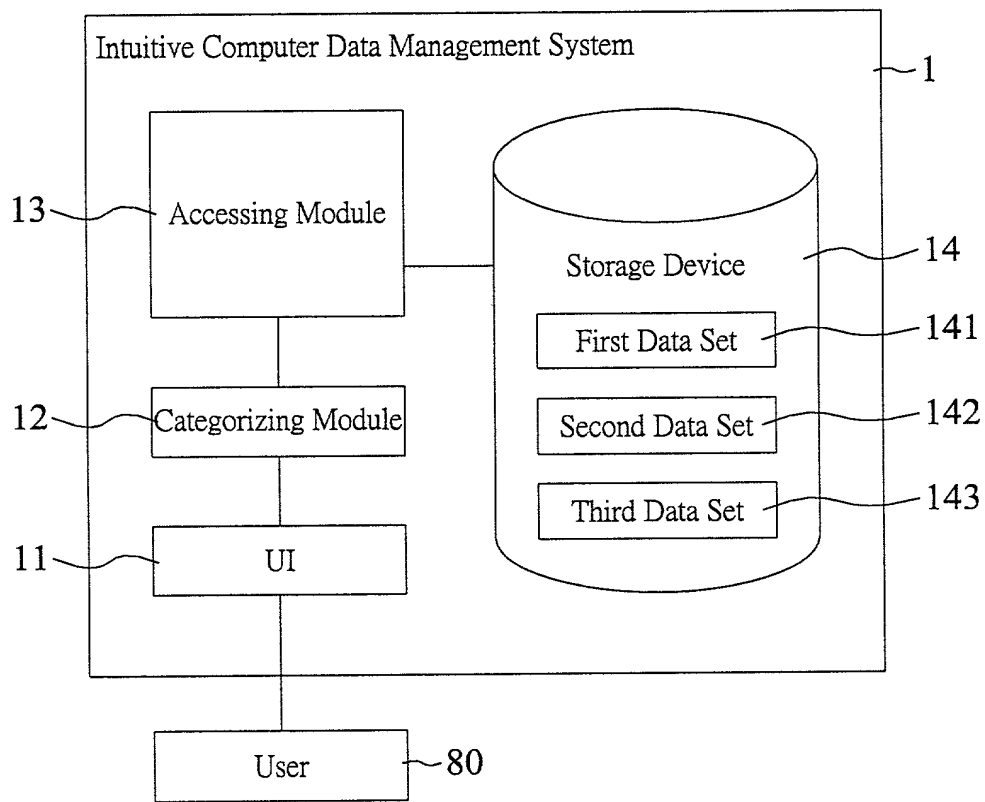 Intuitive Computer Data Management System
1
13
Accessing Module
Storage Device
14
First Data Set
141
12
Categorizing Module
Second Data Set
142
Third Data Set
143
11
UI
User
80